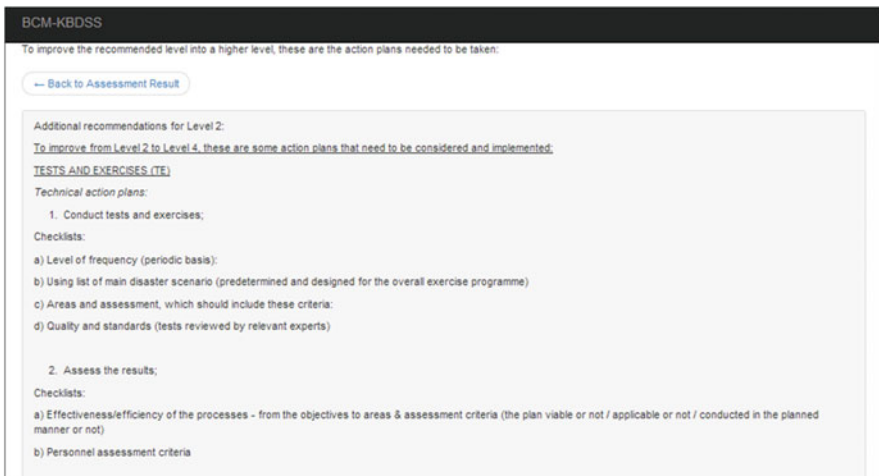 BCM-KBDSS
To improve the recommended level into a higher level, these are the action plans needed to be taken:
← Back to Assessment Result
Additional recommendations for Level 2:
To improve from Level 2 to Level 4, these are some action plans that need to be considered and implemented:
TESTS AND EXERCISES (TE)
Technical action plans:
1. Conduct tests and exercises;
Checklists:
a) Level of frequency (periodic basis):
b) Using list of main disaster scenario (predetermined and designed for the overall exercise programme)
c) Areas and assessment, which should include these criteria:
d) Quality and standards (tests reviewed by relevant experts)
2. Assess the results;
Checklists:
a) Effectiveness/efficiency of the processes - from the objectives to areas & assessment criteria (the plan viable or not / applicable or not / conducted in the planned
manner or not)
b) Personnel assessment criteria